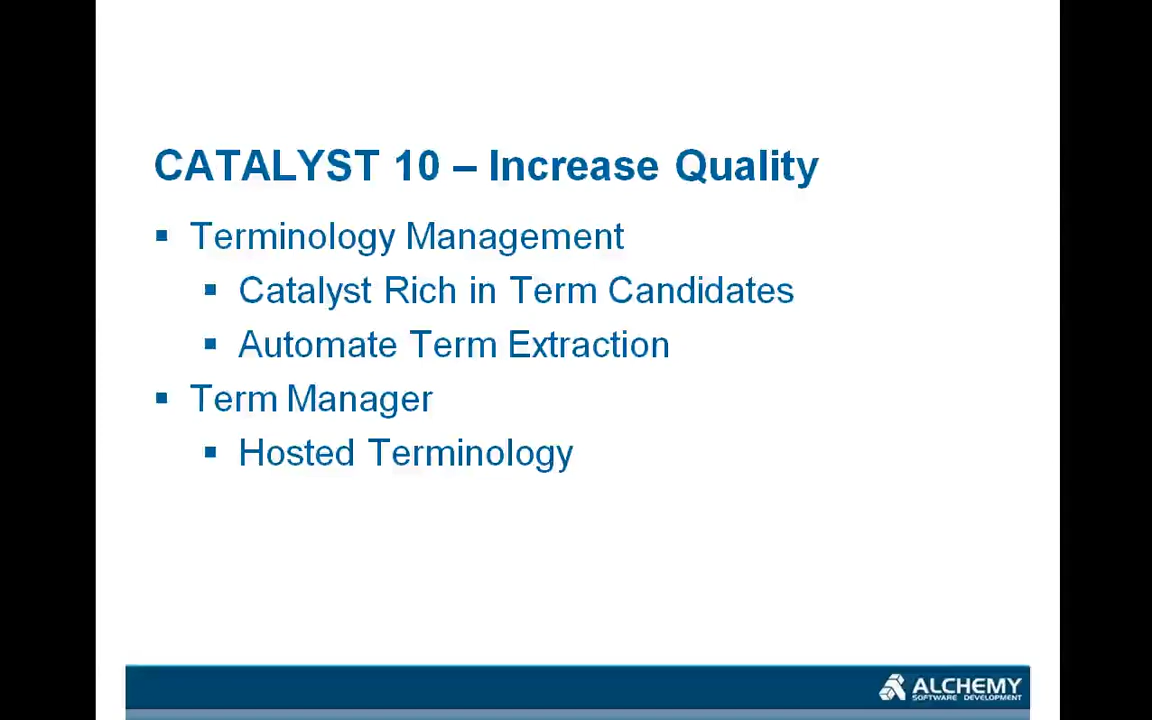 CATALYST 10 – Increase Quality
▪ Terminology Management
▪ Catalyst Rich in Term Candidates
▪ Automate Term Extraction
▪ Term Manager
▪ Hosted Terminology
ALCHEMY
SOFTWARE DEVELOPMENT